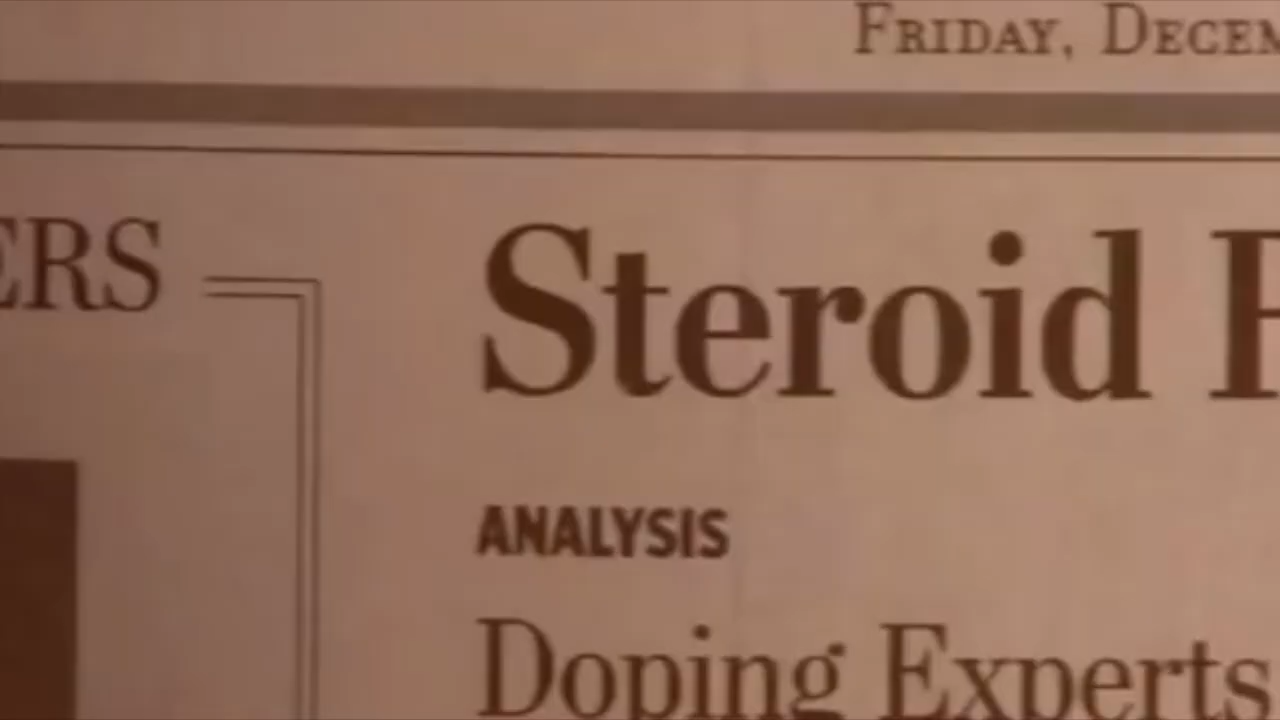 FRIDAY, DECEM
ERS
Steroid
ANALYSIS
Doping Experts